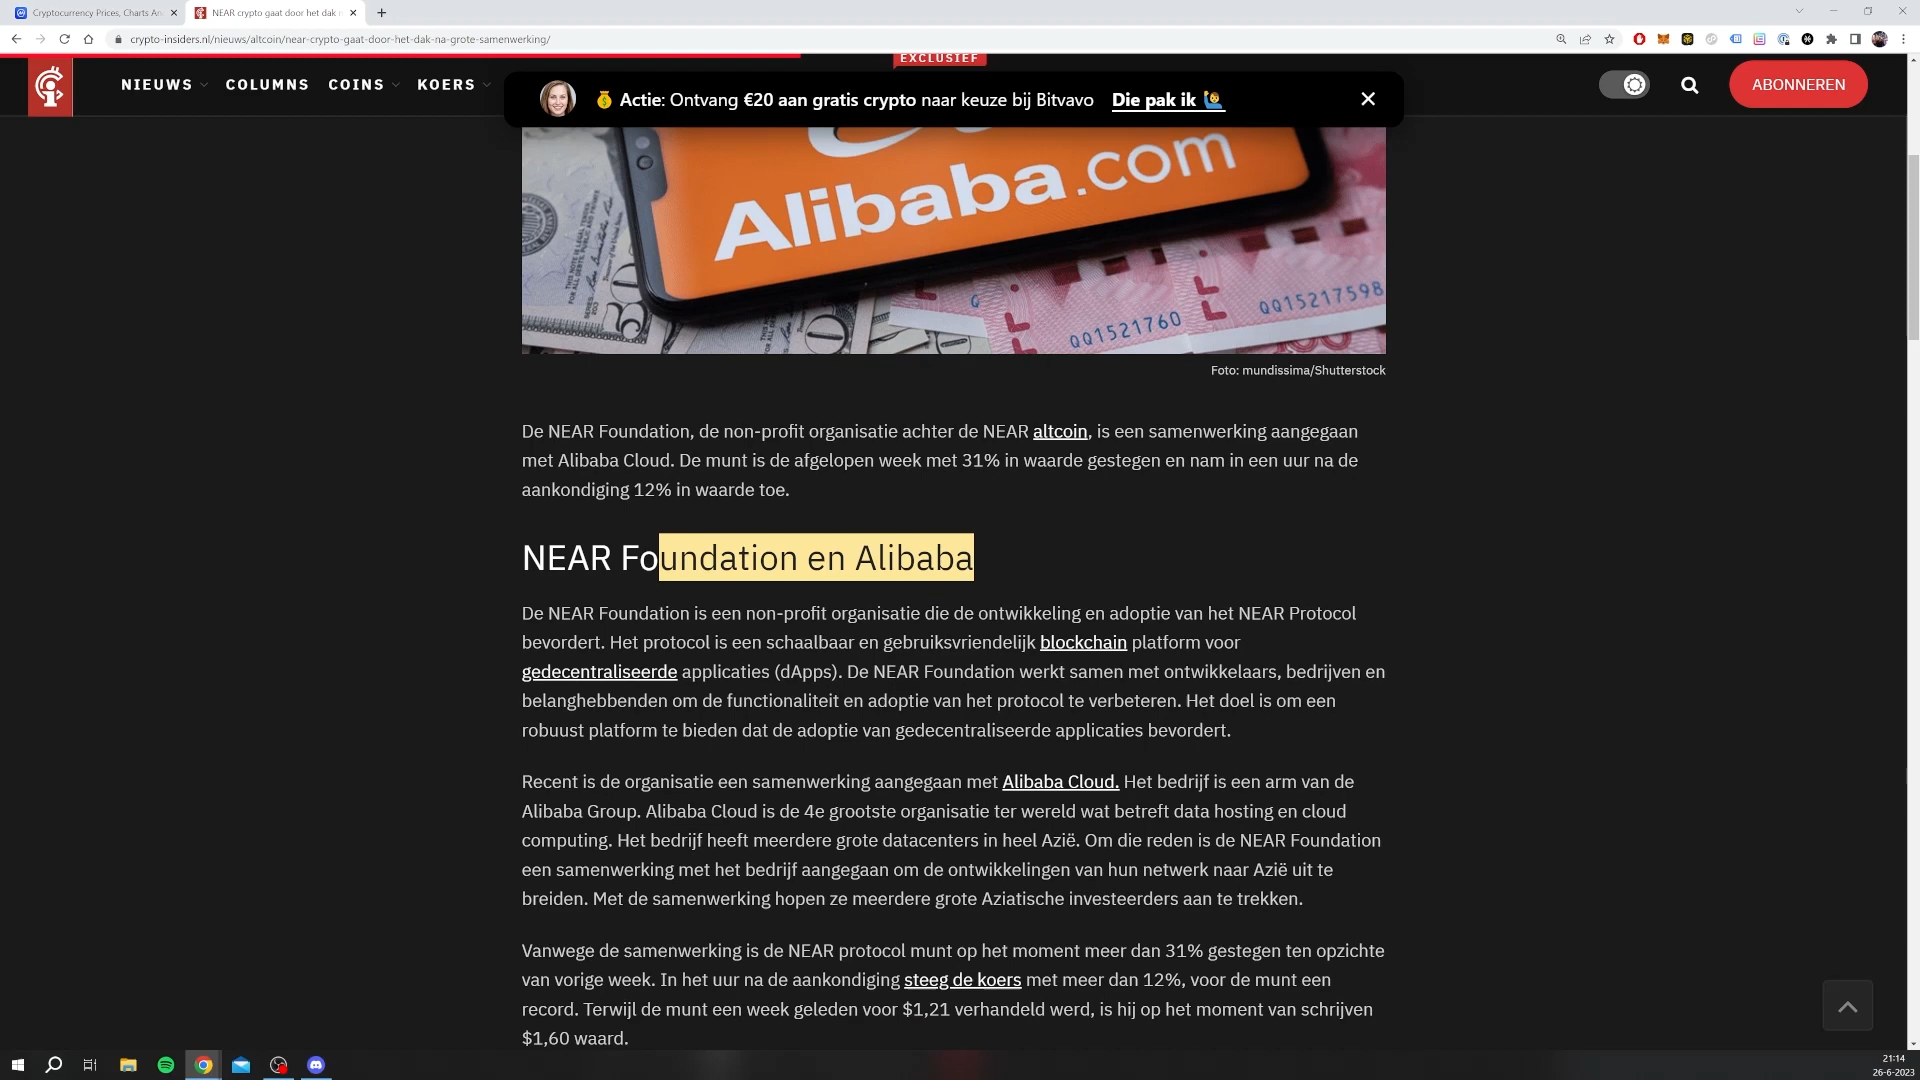 Cryptocurrency Prices, Charts An
NEAR crypto gaat door het dak n
crypto-insiders.nl/nieuws/altcoin/near-crypto-gaat-door-het-dak-na-grote-samenwerking/
EXCLUSIEF
NIEUWS COLUMNS COINS KOERS
💰 Actie: Ontvang €20 aan gratis crypto naar keuze bij Bitvavo Die pak ik 🙋
ABONNEREN
Alibaba.com
QQ1521760
QQ15217598
Foto: mundissima/Shutterstock
De NEAR Foundation, de non-profit organisatie achter de NEAR altcoin, is een samenwerking aangegaan
met Alibaba Cloud. De munt is de afgelopen week met 31% in waarde gestegen en nam in een uur na de
aankondiging 12% in waarde toe.
NEAR Foundation en Alibaba
De NEAR Foundation is een non-profit organisatie die de ontwikkeling en adoptie van het NEAR Protocol
bevordert. Het protocol is een schaalbaar en gebruiksvriendelijk blockchain platform voor
gedecentraliseerde applicaties (dApps). De NEAR Foundation werkt samen met ontwikkelaars, bedrijven en
belanghebbenden om de functionaliteit en adoptie van het protocol te verbeteren. Het doel is om een
robuust platform te bieden dat de adoptie van gedecentraliseerde applicaties bevordert.
Recent is de organisatie een samenwerking aangegaan met Alibaba Cloud. Het bedrijf is een arm van de
Alibaba Group. Alibaba Cloud is de 4e grootste organisatie ter wereld wat betreft data hosting en cloud
computing. Het bedrijf heeft meerdere grote datacenters in heel Azië. Om die reden is de NEAR Foundation
een samenwerking met het bedrijf aangegaan om de ontwikkelingen van hun netwerk naar Azië uit te
breiden. Met de samenwerking hopen ze meerdere grote Aziatische investeerders aan te trekken.
Vanwege de samenwerking is de NEAR protocol munt op het moment meer dan 31% gestegen ten opzichte
van vorige week. In het uur na de aankondiging steeg de koers met meer dan 12%, voor de munt een
record. Terwijl de munt een week geleden voor $1,21 verhandeld werd, is hij op het moment van schrijven
$1,60 waard.
21:14
26-6-2023